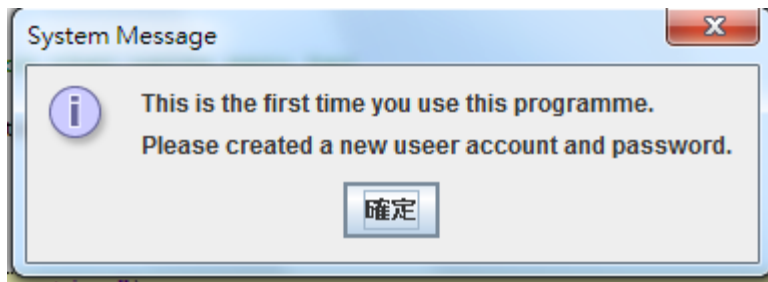 System Message
This is the first time you use this programme.
Please created a new useer account and password.
確定